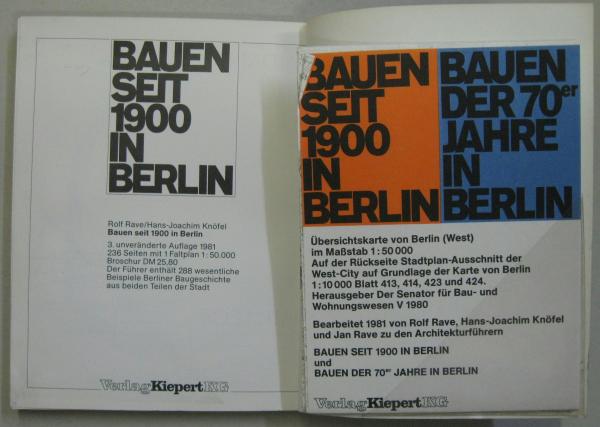 BAUEN
SEIT
1900
IN
BERLIN
Rolf Rave/Hans-Joachim Knöfel
Bauen seit 1900 in Berlin
3. unveränderte Auflage 1981
236 Seiten mit 1 Faltplan 1:50.000
Broschur DM 25,80
Der Führer enthält 288 wesentliche
Beispiele Berliner Baugeschichte
aus beiden Teilen der Stadt
Verlag Kiepert KG
BAUEN
SEIT
1900
IN
BERLIN
BAUEN
DER 70er
JAHRE
IN
BERLIN
Übersichtskarte von Berlin (West)
im Maßstab 1:50 000
Auf der Rückseite Stadtplan-Ausschnitt der
West-City auf Grundlage der Karte von Berlin
1:10 000 Blatt 413, 414, 423 und 424.
Herausgeber Der Senator für Bau- und
Wohnungswesen V 1980
Bearbeitet 1981 von Rolf Rave, Hans-Joachim Knöfel
und Jan Rave zu den Architekturführern
BAUEN SEIT 1900 IN BERLIN
und
BAUEN DER 70er JAHRE IN BERLIN
Verlag Kiepert KG